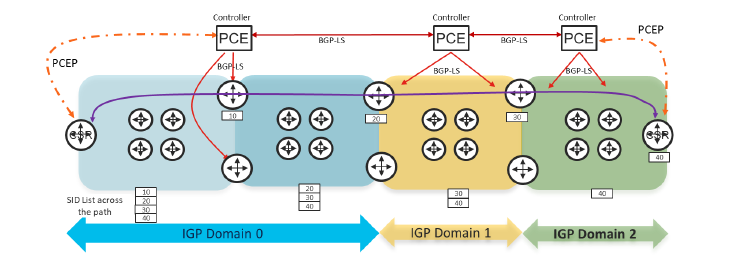 Controller
Controller
Controller
PCE
PCE
PCE
BGP-LS
BGP-LS
PCEP
PCEP
BGP-LS
BGP-LS
BGP-LS
10
20
30
CSR
CSR
40
SID List across
the path
10
20
30
40
20
30
40
30
40
40
IGP Domain 0
IGP Domain 1
IGP Domain 2